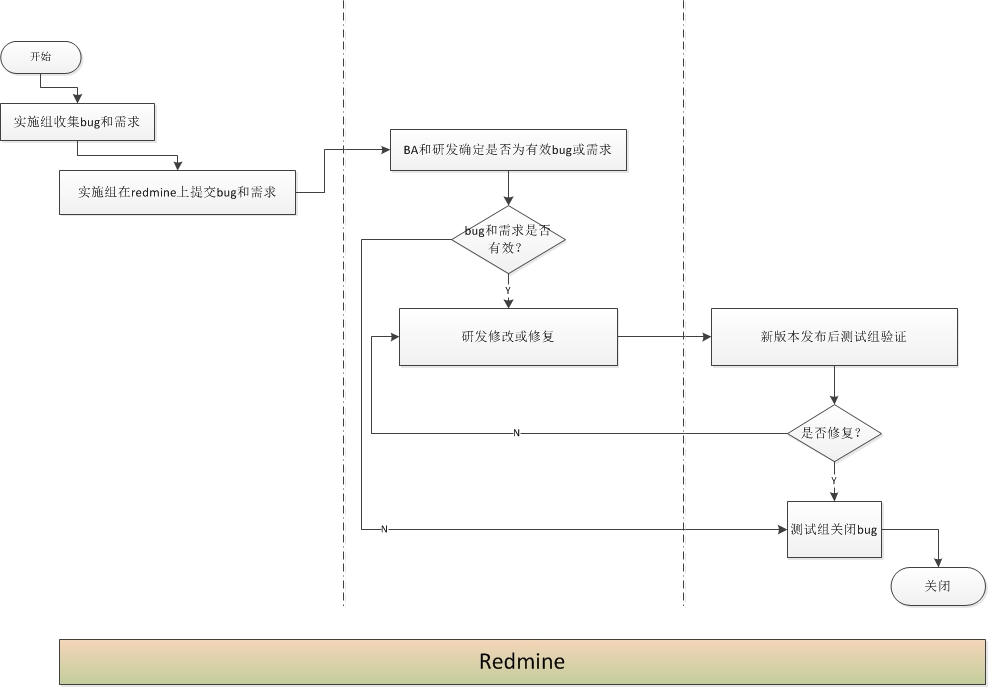 开始
实施组收集bug和需求
实施组在redmine上提交bug和需求
BA和研发确定是否为有效bug或需求
bug和需求是否
有效？
Y
研发修改或修复
新版本发布后测试组验证
是否修复？
N
Y
N
测试组关闭bug
关闭
Redmine